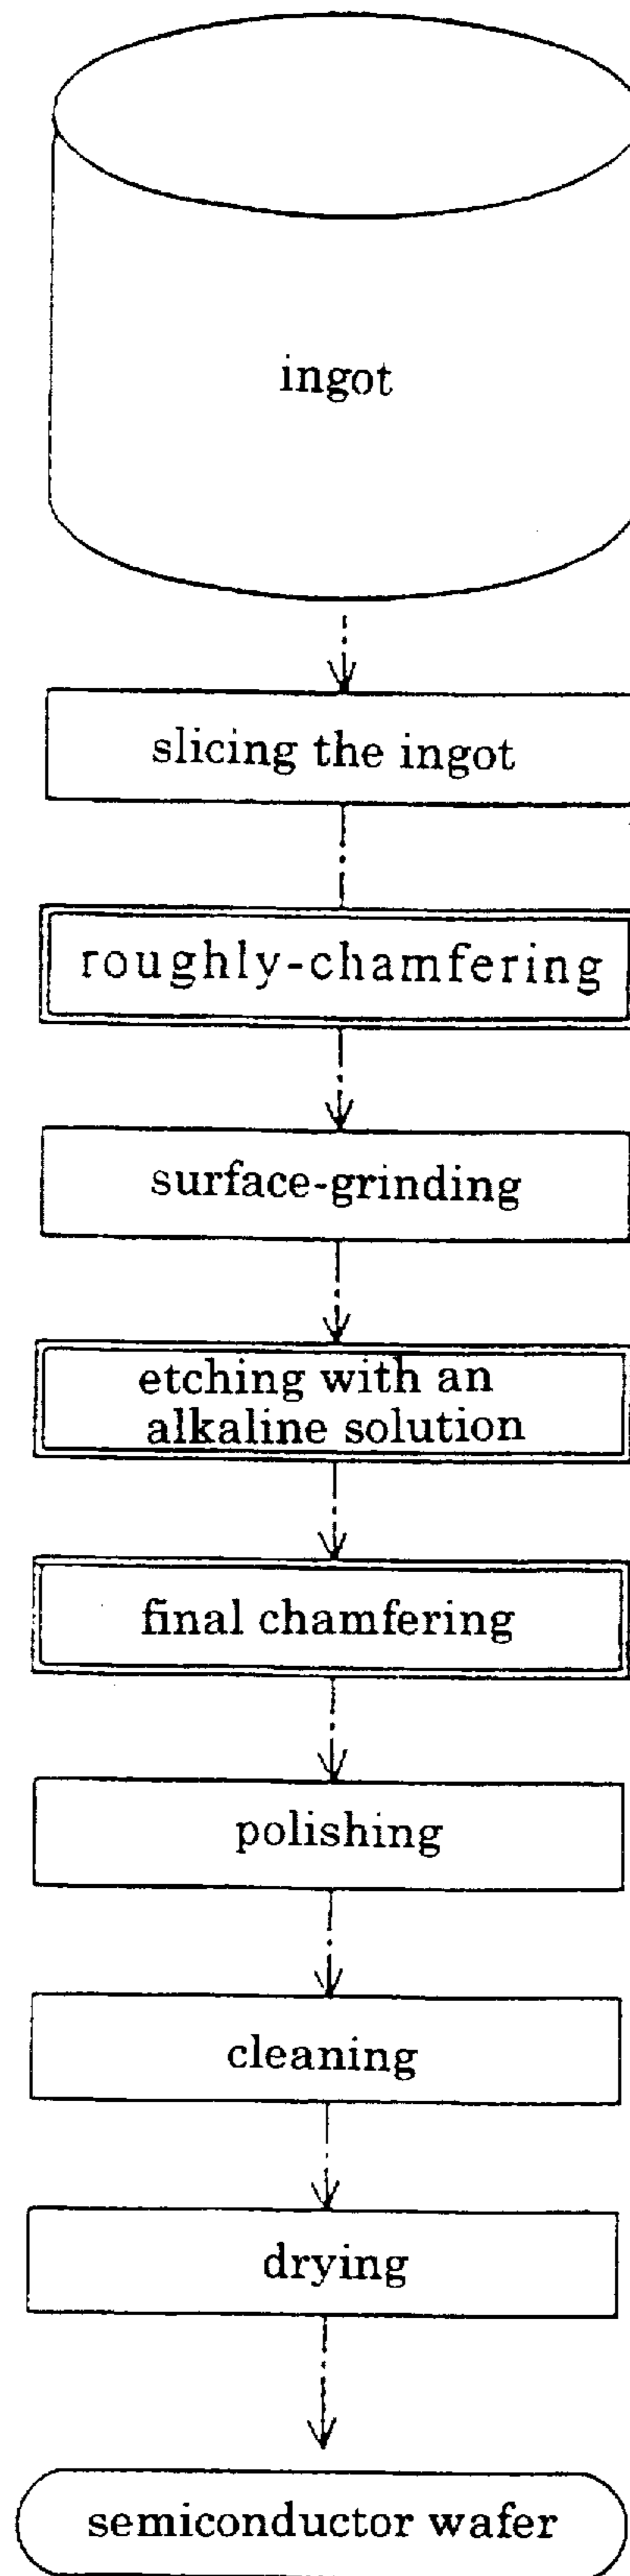 ingot
slicing the ingot
roughly-chamfering
surface-grinding
etching with an
alkaline solution
final chamfering
polishing
cleaning
drying
semiconductor wafer